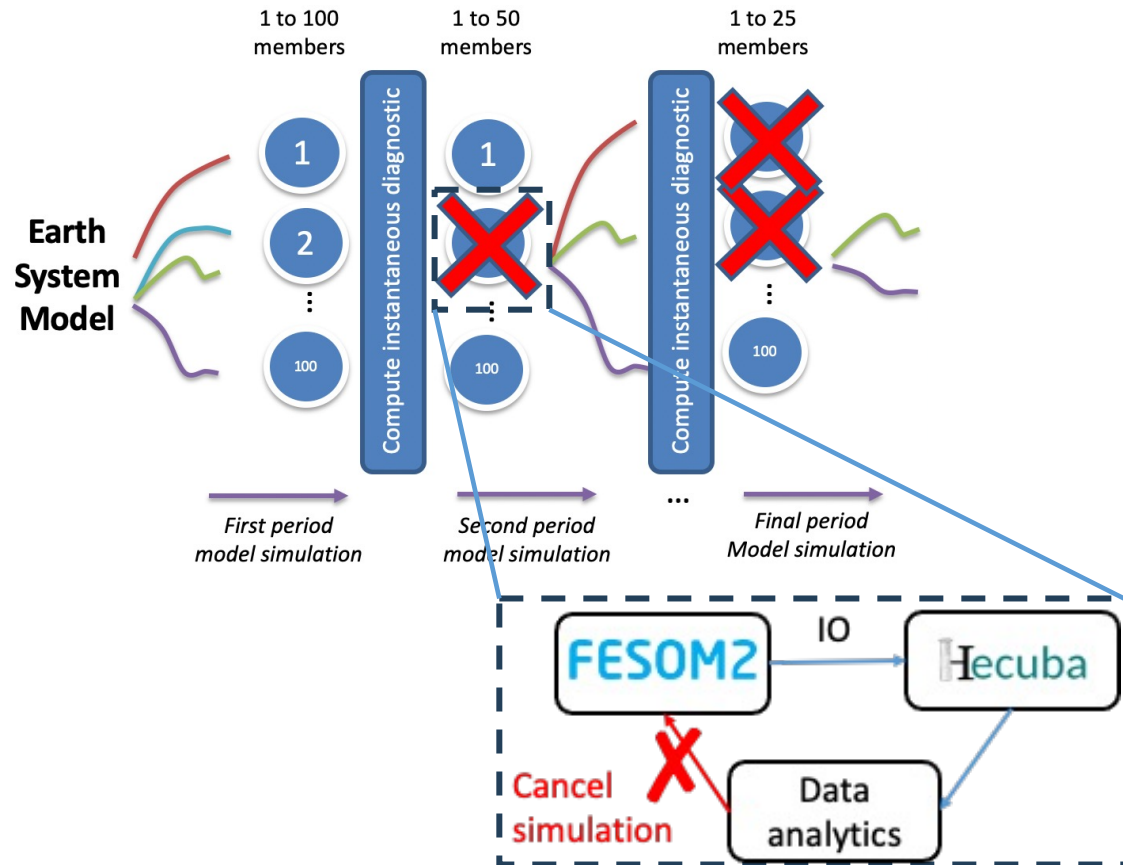 1 to 100
members
1 to 50
members
1 to 25
members
Earth
System
Model
1
2
⋮
100
Compute instantaneous diagnostic
1
⋮
100
Compute instantaneous diagnostic
⋮
100
First period
model simulation
Second period
model simulation
...
Final period
Model simulation
FESOM2
IO
Hecuba
Cancel
simulation
Data
analytics